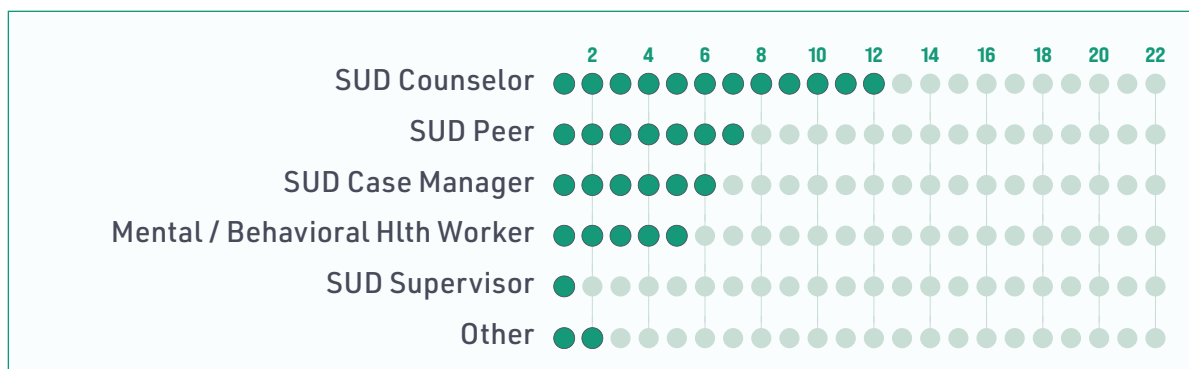 2 4 6 8 10 12 14 16 18 20 22
SUD Counselor
SUD Peer
SUD Case Manager
Mental / Behavioral Hlth Worker
SUD Supervisor
Other